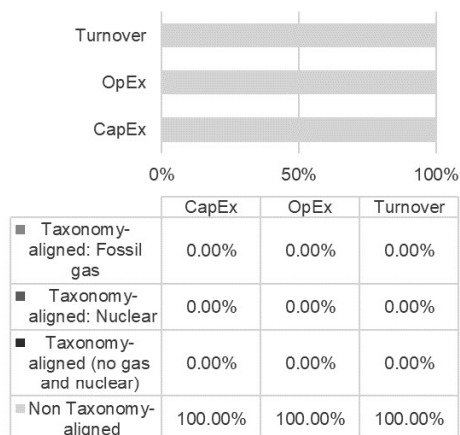 Turnover
OpEx
CapEx
0% 50% 100%
CapEx OpEx Turnover
Taxonomy-
aligned: Fossil
gas
0.00% 0.00% 0.00%
Taxonomy-
aligned: Nuclear
0.00% 0.00% 0.00%
Taxonomy-
aligned (no gas
and nuclear)
0.00% 0.00% 0.00%
Non Taxonomy-
aligned
100.00% 100.00% 100.00%